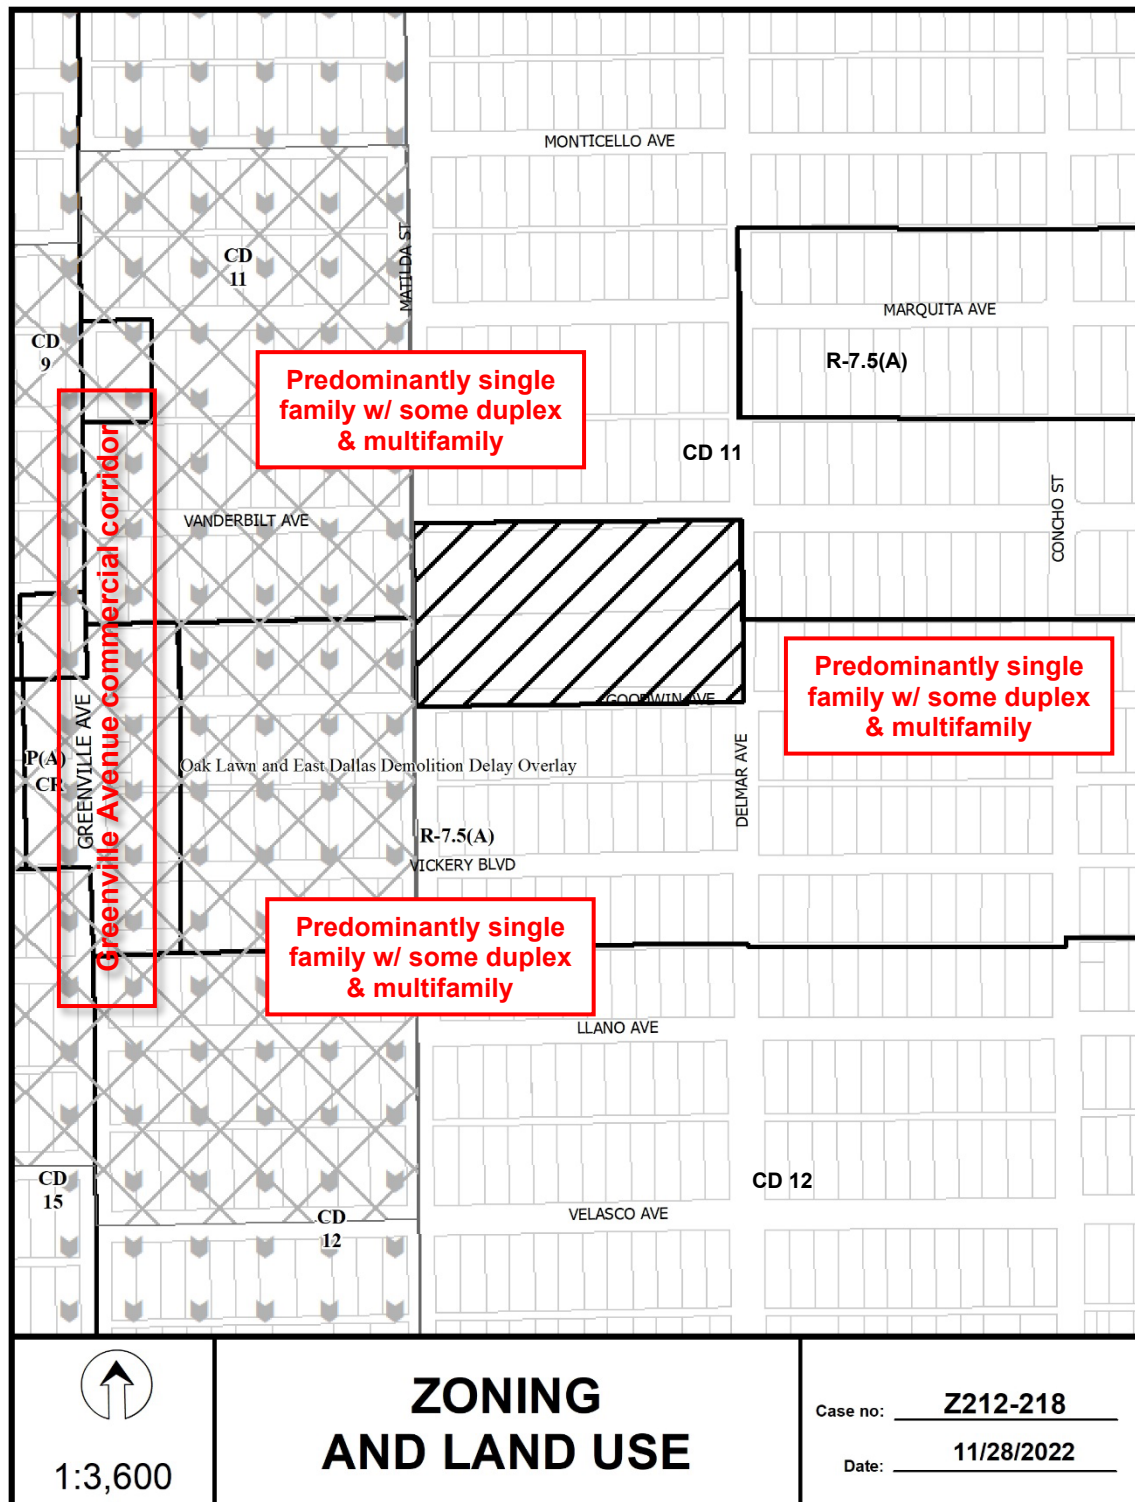 MONTICELLO AVE
MATILDA ST
CD
11
MARQUITA AVE
CD
9
R-7.5(A)
Predominantly single
family w/ some duplex
& multifamily
CD 11
Greenville Avenue commercial corridor
VANDERBILT AVE
CONCHO ST
GOODWIN AVE
Predominantly single
family w/ some duplex
& multifamily
GREENVILLE AVE
P(A)
CR
Oak Lawn and East Dallas Demolition Delay Overlay
DELMAR AVE
R-7.5(A)
VICKERY BLVD
Predominantly single
family w/ some duplex
& multifamily
LLANO AVE
CD
15
CD 12
CD
12
VELASCO AVE
1:3,600
ZONING
AND LAND USE
Case no: Z212-218
Date: 11/28/2022